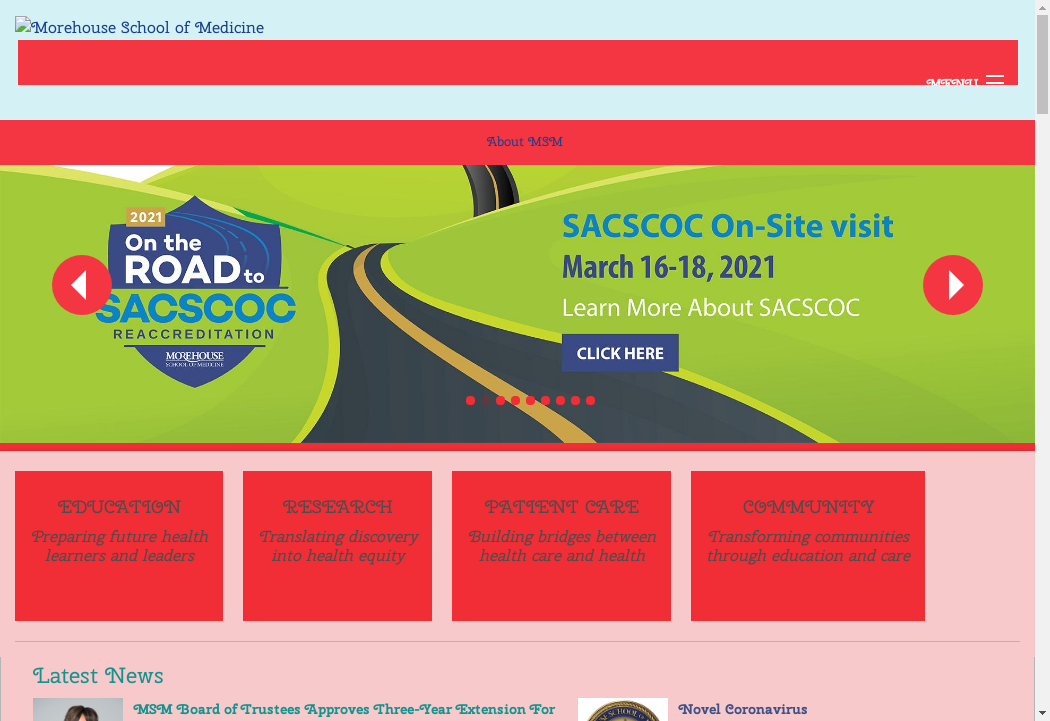 Morehouse School of Medicine
MENU
About MSM
2021
On the
ROAD to
SACSCOC
REACCREDITATION
MOREHOUSE
SCHOOL OF MEDICINE
SACSCOC On-Site visit
March 16-18, 2021
Learn More About SACSCOC
CLICK HERE
EDUCATION
Preparing future health
learners and leaders
RESEARCH
Translating discovery
into health equity
PATIENT CARE
Building bridges between
health care and health
COMMUNITY
Transforming communities
through education and care
Latest News
MSM Board of Trustees Approves Three-Year Extension For
Novel Coronavirus